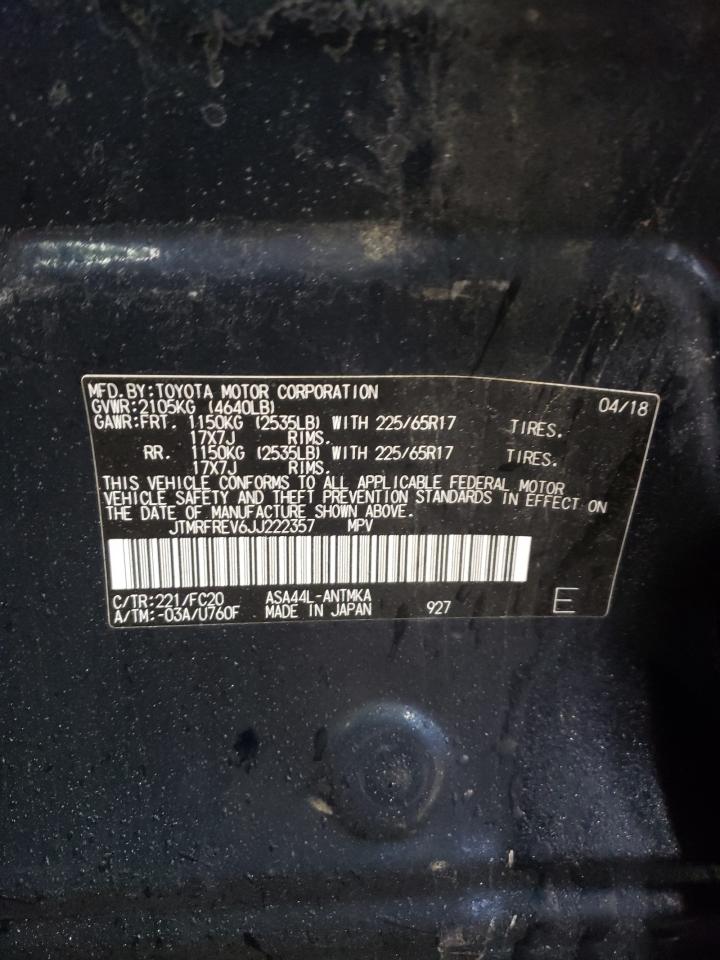 MFD. BY:TOYOTA MOTOR CORPORATION 04/18
GVWR:2105KG (4640LB)
GAWR:FRT. 1150KG (2535LB) WITH 225/65R17 TIRES.
17X7J RIMS.
RR. 1150KG (2535LB) WITH 225/65R17 TIRES.
17X7J RIMS.
THIS VEHICLE CONFORMS TO ALL APPLICABLE FEDERAL MOTOR
VEHICLE SAFETY AND THEFT PREVENTION STANDARDS IN EFFECT ON
THE DATE OF MANUFACTURE SHOWN ABOVE.
JTMRFREV6JJ222357 MPV
C/TR:221/FC20 ASA44L-ANTMKA
A/TM:-03A/U760F MADE IN JAPAN 927 E